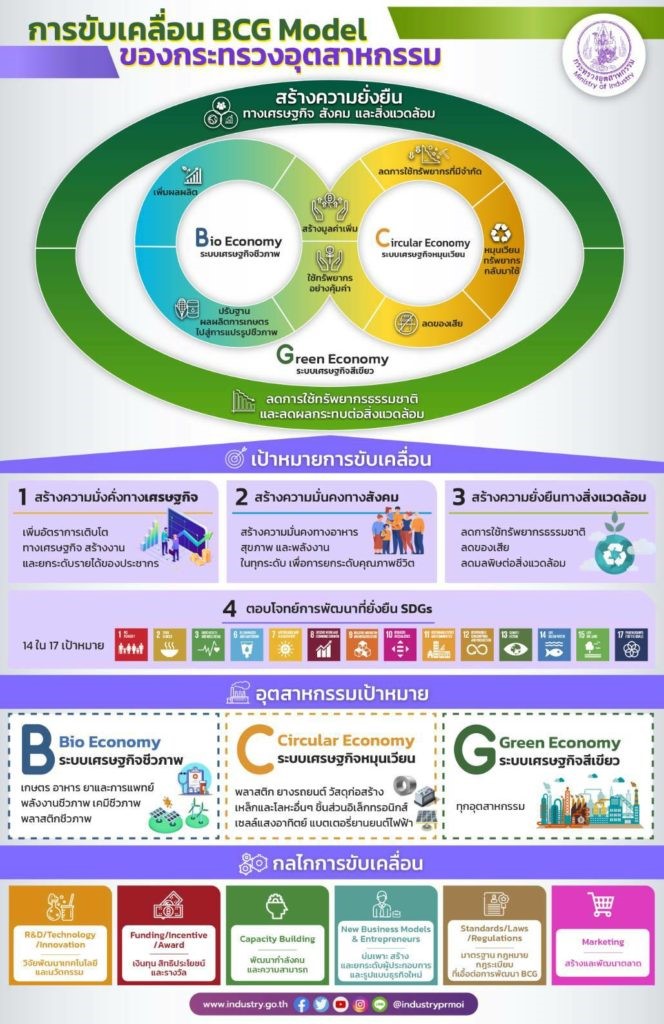 การขับเคลื่อน BCG Model
ของกระทรวงอุตสาหกรรม
กระทรวงอุตสาหกรรม
Ministry of Industry
สร้างความยั่งยืน
ทางเศรษฐกิจ สังคม และสิ่งแวดล้อม
เพิ่มผลผลิต
ลดการใช้ทรัพยากรที่มีจำกัด
สร้างมูลค่าเพิ่ม
Bio Economy
ระบบเศรษฐกิจชีวภาพ
Circular Economy
ระบบเศรษฐกิจหมุนเวียน
หมุนเวียน
ทรัพยากร
กลับมาใช้
ใช้ทรัพยากร
อย่างคุ้มค่า
ปรับฐาน
ผลผลิตการเกษตร
ไปสู่การแปรรูปชีวภาพ
ลดของเสีย
Green Economy
ระบบเศรษฐกิจสีเขียว
ลดการใช้ทรัพยากรธรรมชาติ
และลดผลกระทบต่อสิ่งแวดล้อม
เป้าหมายการขับเคลื่อน
1 สร้างความมั่งคั่งทางเศรษฐกิจ
เพิ่มอัตราการเติบโต
ทางเศรษฐกิจ สร้างงาน
และยกระดับรายได้ของประชากร
2 สร้างความมั่นคงทางสังคม
สร้างความมั่นคงทางอาหาร
สุขภาพ และพลังงาน
ในทุกระดับ เพื่อการยกระดับคุณภาพชีวิต
3 สร้างความยั่งยืนทางสิ่งแวดล้อม
ลดการใช้ทรัพยากรธรรมชาติ
ลดของเสีย
ลดมลพิษต่อสิ่งแวดล้อม
4 ตอบโจทย์การพัฒนาที่ยั่งยืน SDGs
14 ใน 17 เป้าหมาย
1 2 3 6 7 8 9 10 11 12 13 14 15 17
อุตสาหกรรมเป้าหมาย
Bio Economy
ระบบเศรษฐกิจชีวภาพ
เกษตร อาหาร ยาและการแพทย์
พลังงานชีวภาพ เคมีชีวภาพ
พลาสติกชีวภาพ
Circular Economy
ระบบเศรษฐกิจหมุนเวียน
พลาสติก ยางรถยนต์ วัสดุก่อสร้าง
เหล็กและโลหะอื่นๆ ชิ้นส่วนอิเล็กทรอนิกส์
เซลล์แสงอาทิตย์ แบตเตอรี่ยานยนต์ไฟฟ้า
Green Economy
ระบบเศรษฐกิจสีเขียว
ทุกอุตสาหกรรม
กลไกการขับเคลื่อน
R&D/Technology
/Innovation
วิจัยพัฒนาเทคโนโลยี
และนวัตกรรม
Funding/Incentive
/Award
เงินทุน สิทธิประโยชน์
และรางวัล
Capacity Building
พัฒนากำลังคน
และความสามารถ
New Business Models
& Entrepreneurs
บ่มเพาะ สร้าง
และยกระดับผู้ประกอบการ
และรูปแบบธุรกิจใหม่
Standards/Laws
/Regulations
มาตรฐาน กฎหมาย
กฎระเบียบ
ที่เอื้อต่อการพัฒนา BCG
Marketing
สร้างและพัฒนาตลาด
www.industry.go.th
@industryprmoi